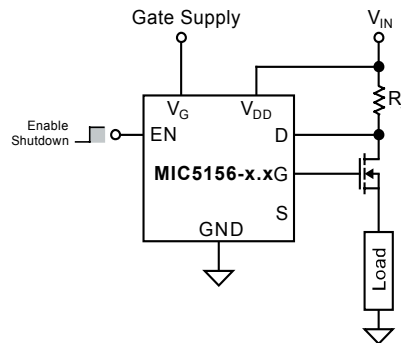 Gate Supply
VIN
VG
VDD
R
Enable
Shutdown
EN
D
MIC5156-x.x
G
S
GND
Load